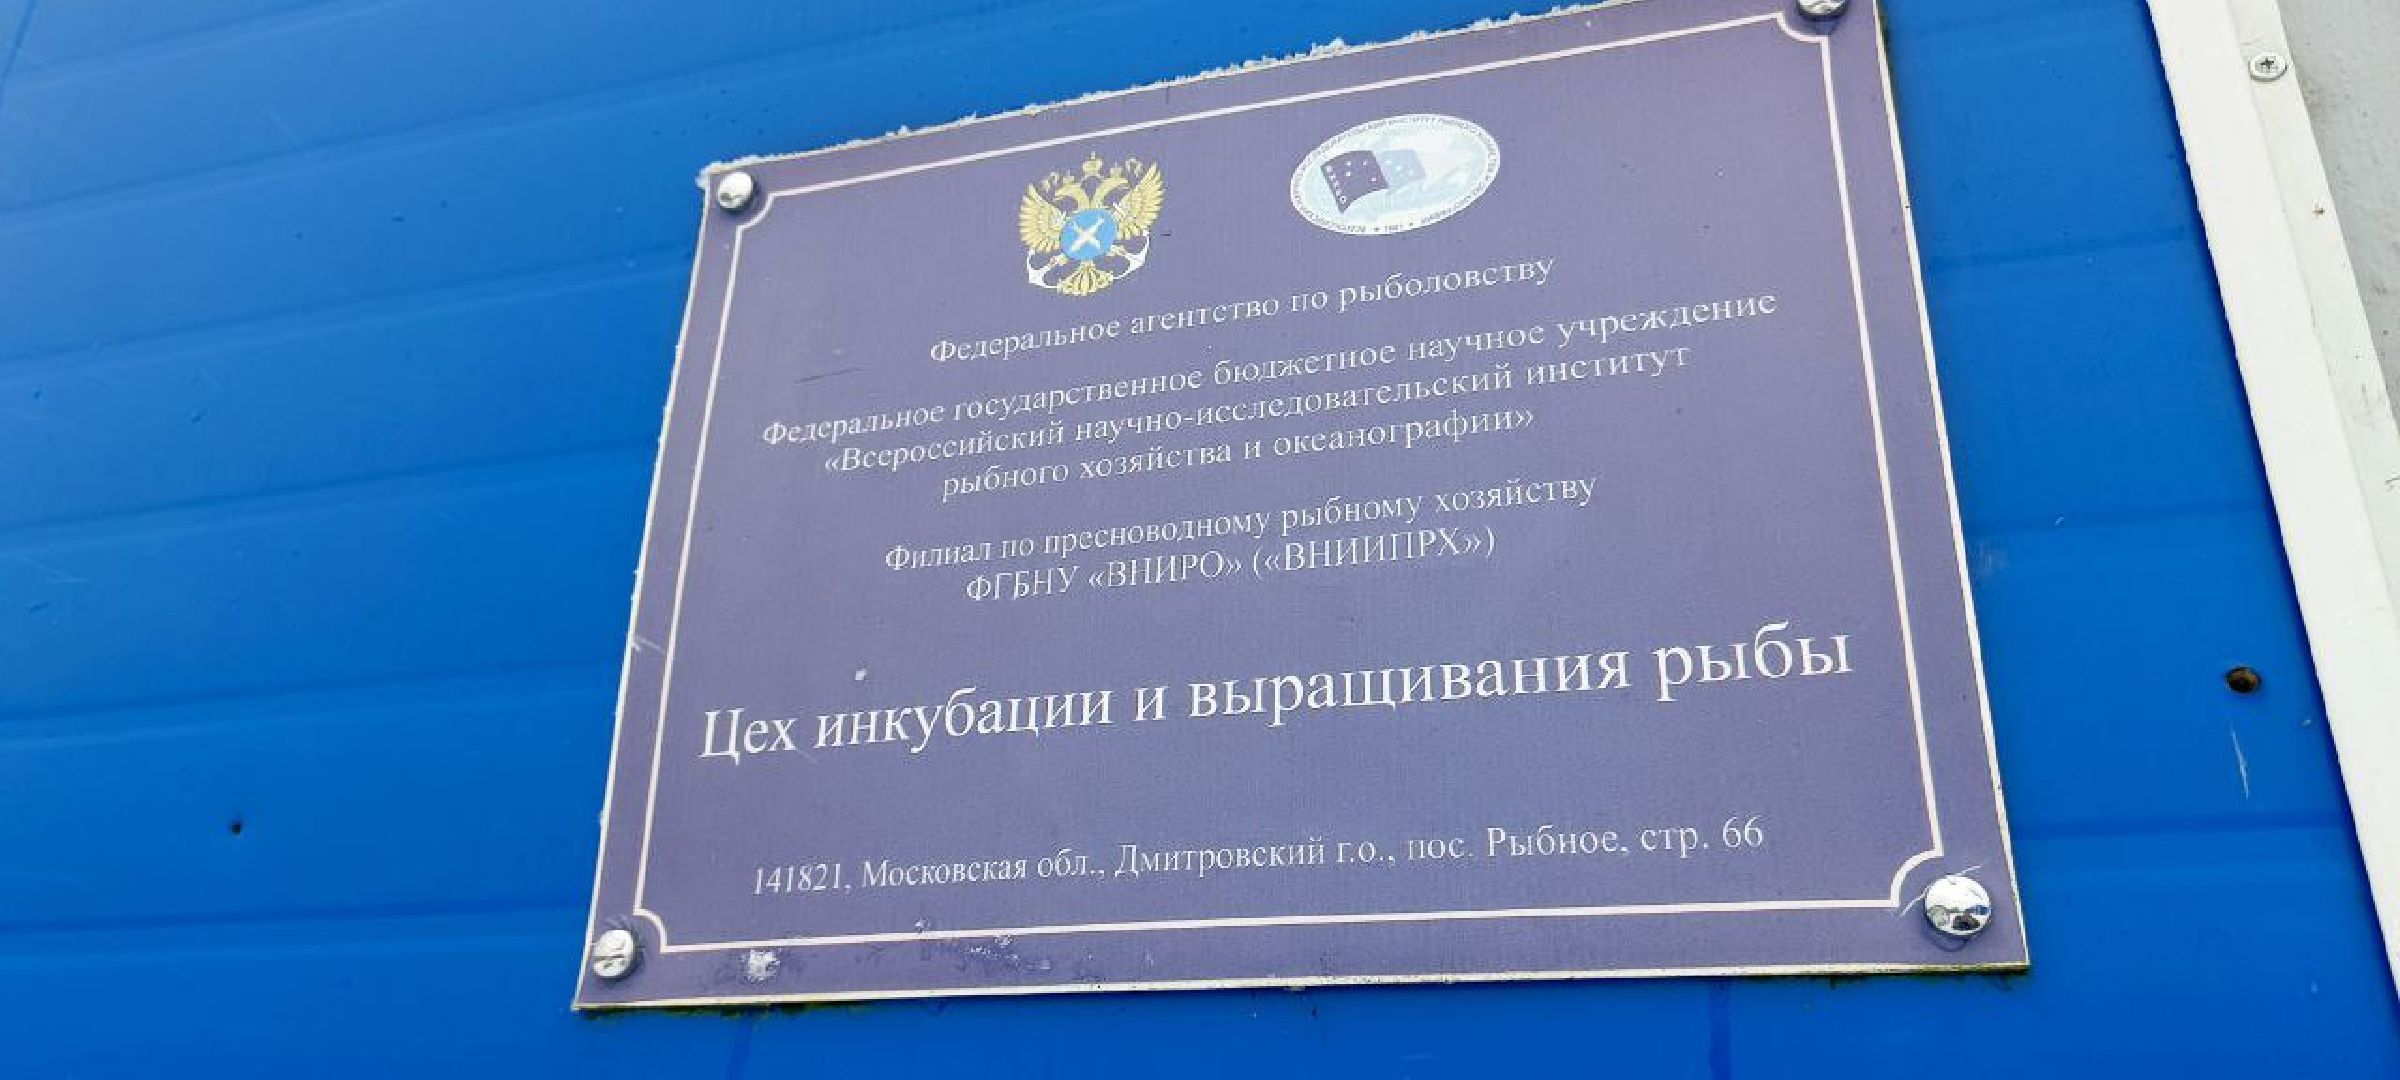 Федеральное агентство по рыболовству
Федеральное государственное бюджетное научное учреждение
«Всероссийский научно-исследовательский институт
рыбного хозяйства и океанографии»
Филиал по пресноводному рыбному хозяйству
ФГБНУ «ВНИРО» («ВНИИПРХ»)
Цех инкубации и выращивания рыбы
141821, Московская обл., Дмитровский г.о., пос. Рыбное, стр. 66